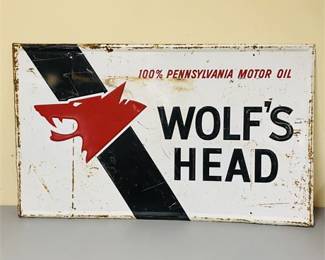 100% PENNSYLVANIA MOTOR OIL
WOLF'S
HEAD